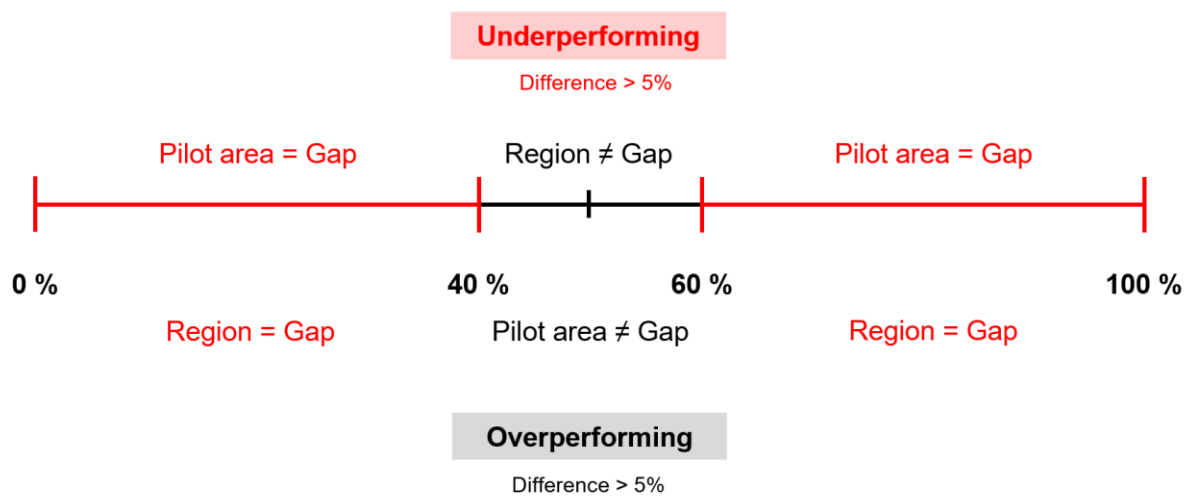 Underperforming
Difference > 5%
Pilot area = Gap
Region ≠ Gap
Pilot area = Gap
0 %
40 %
60 %
100 %
Region = Gap
Pilot area ≠ Gap
Region = Gap
Overperforming
Difference > 5%